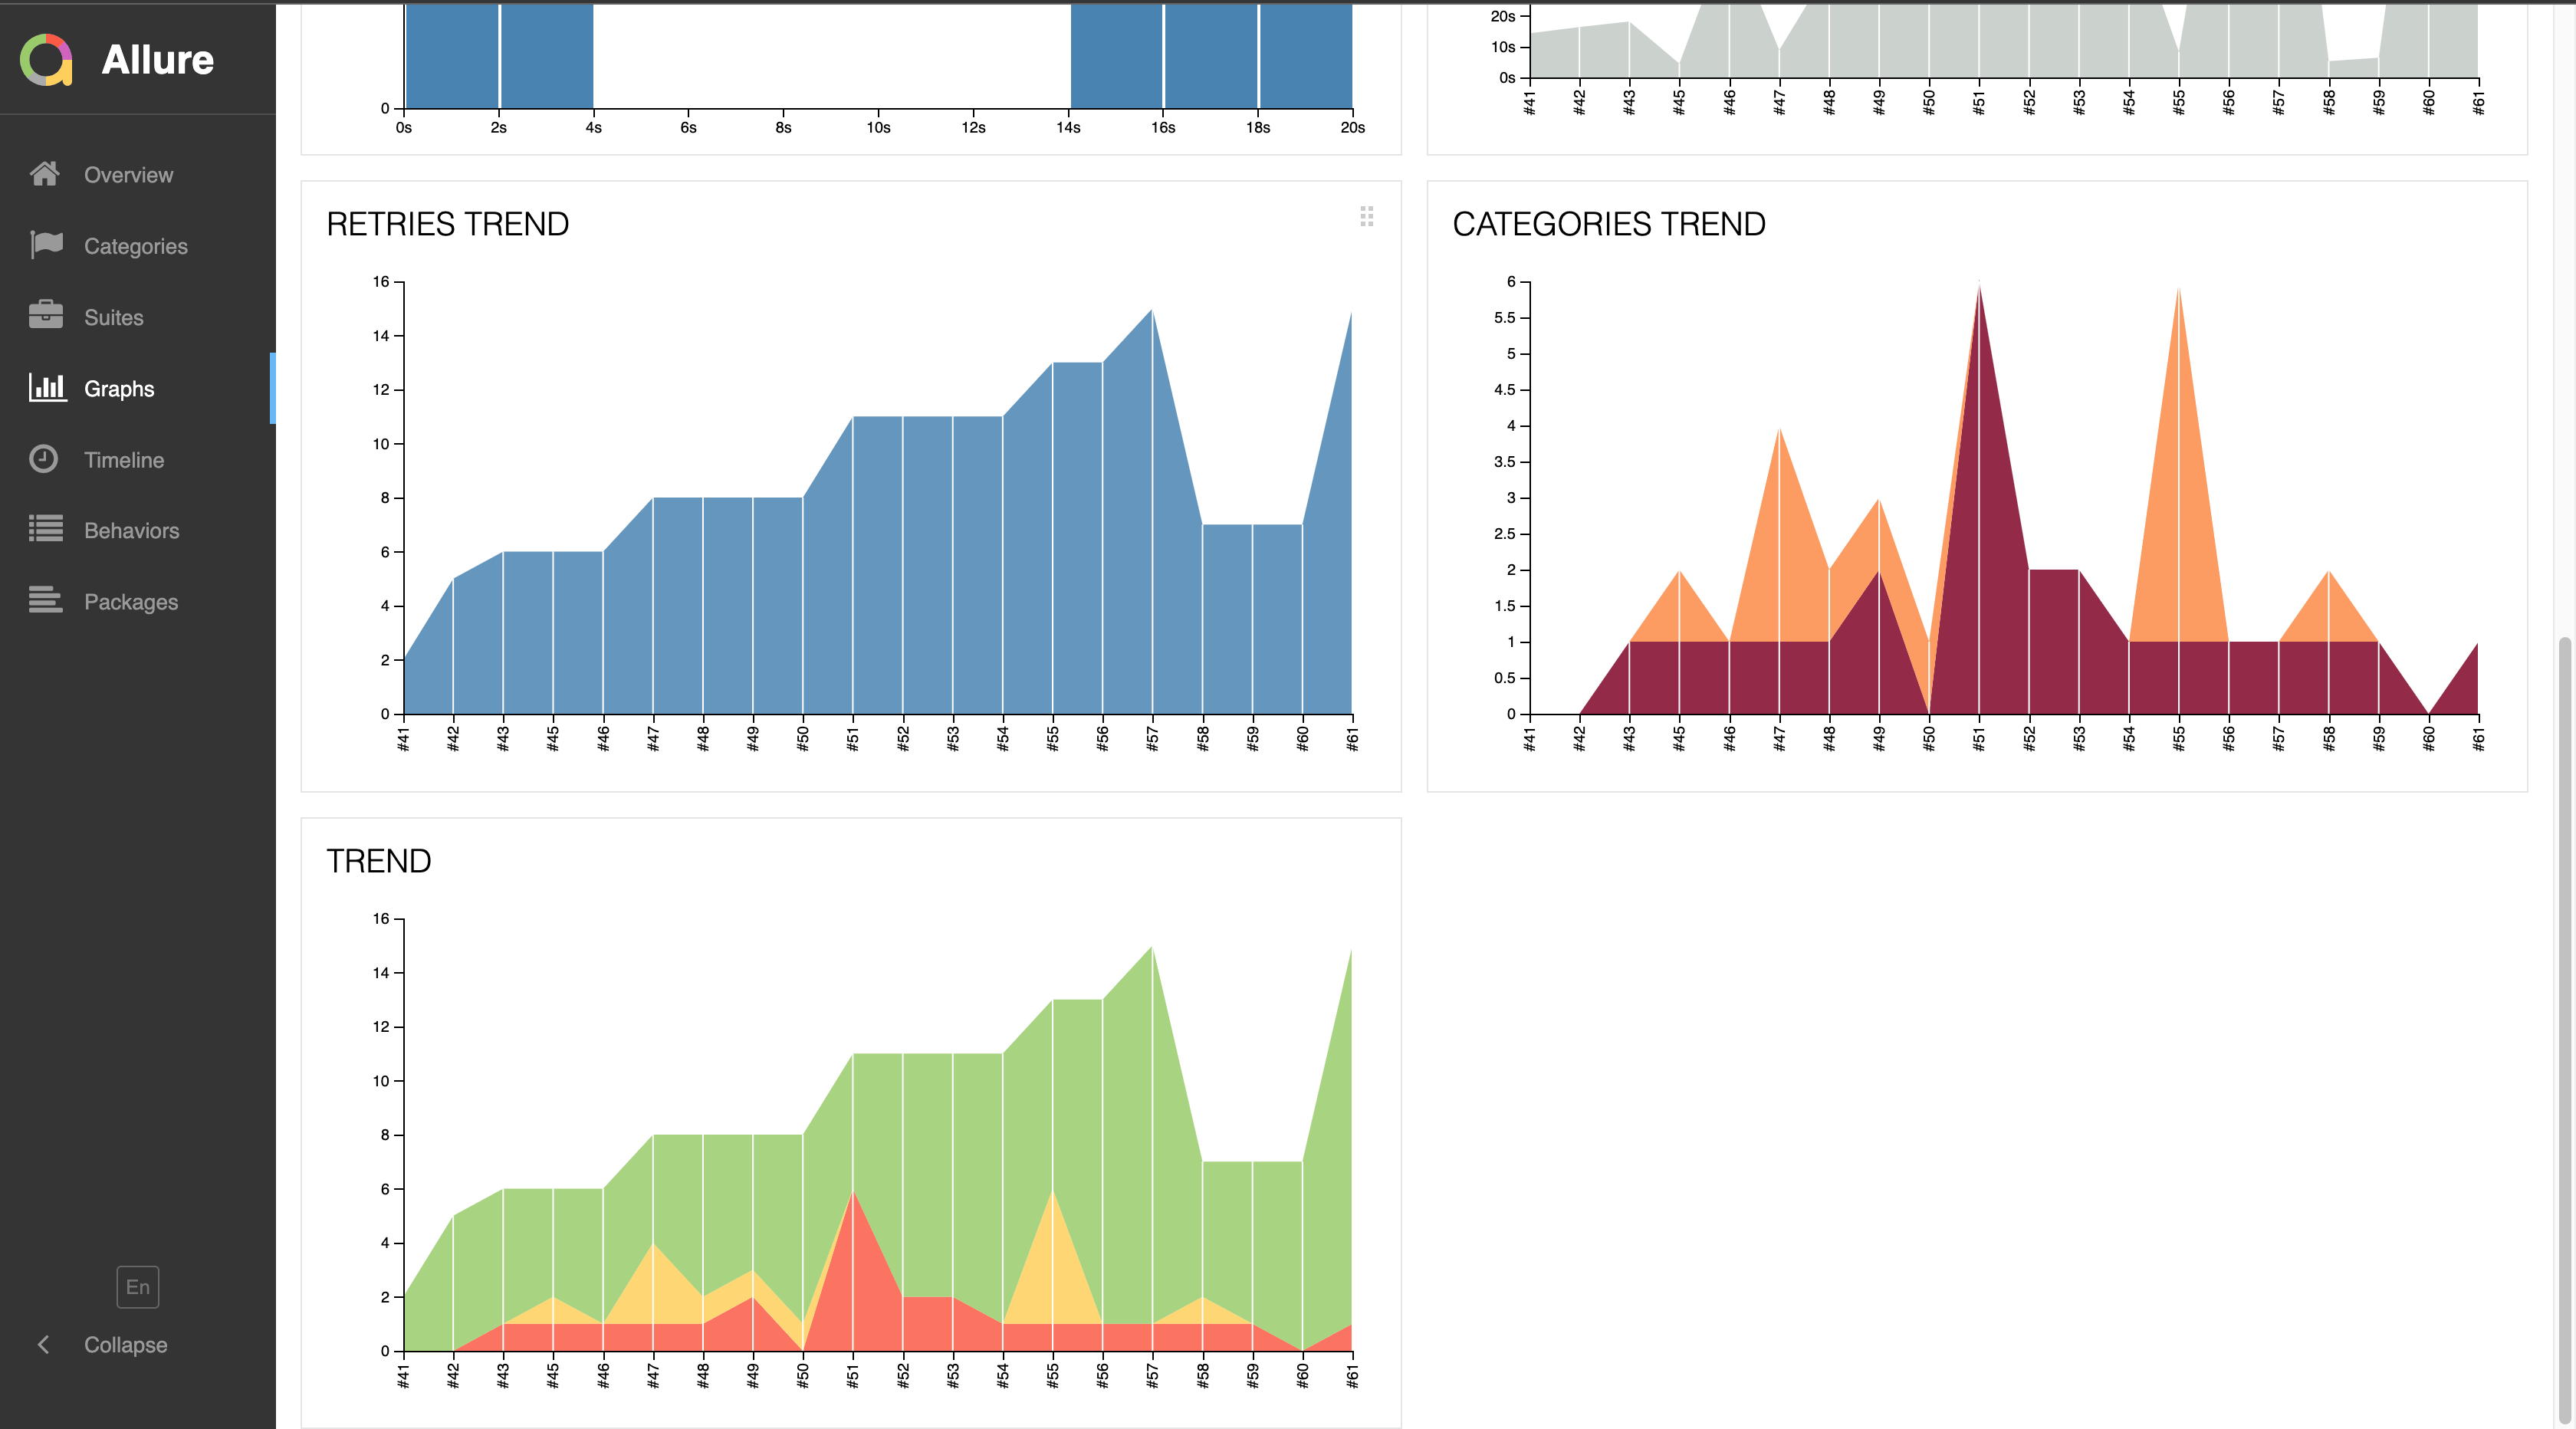 Allure
Overview
Categories
Suites
Graphs
Timeline
Behaviors
Packages
En
Collapse
0
0s 2s 4s 6s 8s 10s 12s 14s 16s 18s 20s
20s
10s
0s
#41 #42 #43 #45 #46 #47 #48 #49 #50 #51 #52 #53 #54 #55 #56 #57 #58 #59 #60 #61
RETRIES TREND
16
14
12
10
8
6
4
2
0
#41 #42 #43 #45 #46 #47 #48 #49 #50 #51 #52 #53 #54 #55 #56 #57 #58 #59 #60 #61
CATEGORIES TREND
6
5.5
5
4.5
4
3.5
3
2.5
2
1.5
1
0.5
0
#41 #42 #43 #45 #46 #47 #48 #49 #50 #51 #52 #53 #54 #55 #56 #57 #58 #59 #60 #61
TREND
16
14
12
10
8
6
4
2
0
#41 #42 #43 #45 #46 #47 #48 #49 #50 #51 #52 #53 #54 #55 #56 #57 #58 #59 #60 #61